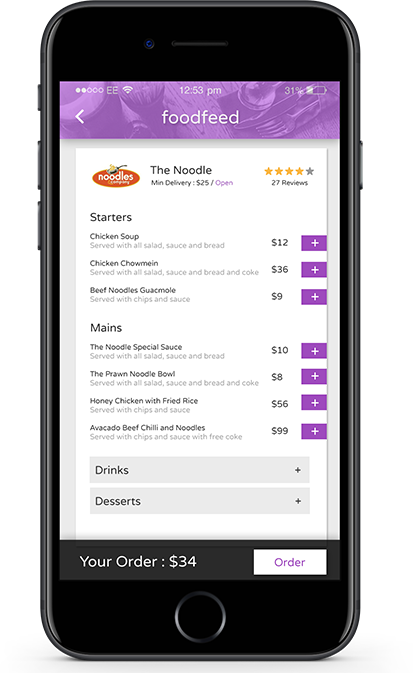 EE 12:53 pm 31%
foodfeed
noodles
& company
The Noodle
Min Delivery : $25 / Open
27 Reviews
Starters
Chicken Soup
Served with all salad, sauce and bread
$12 +
Chicken Chowmein
Served with all salad, sauce and bread and coke
$36 +
Beef Noodles Guacmole
Served with chips and sauce
$9 +
Mains
The Noodle Special Sauce
Served with all salad, sauce and bread
$10 +
The Prawn Noodle Bowl
Served with all salad, sauce and bread and coke
$8 +
Honey Chicken with Fried Rice
Served with chips and sauce
$56 +
Avacado Beef Chilli and Noodles
Served with chips and sauce with free coke
$99 +
Drinks +
Desserts +
Your Order : $34 Order